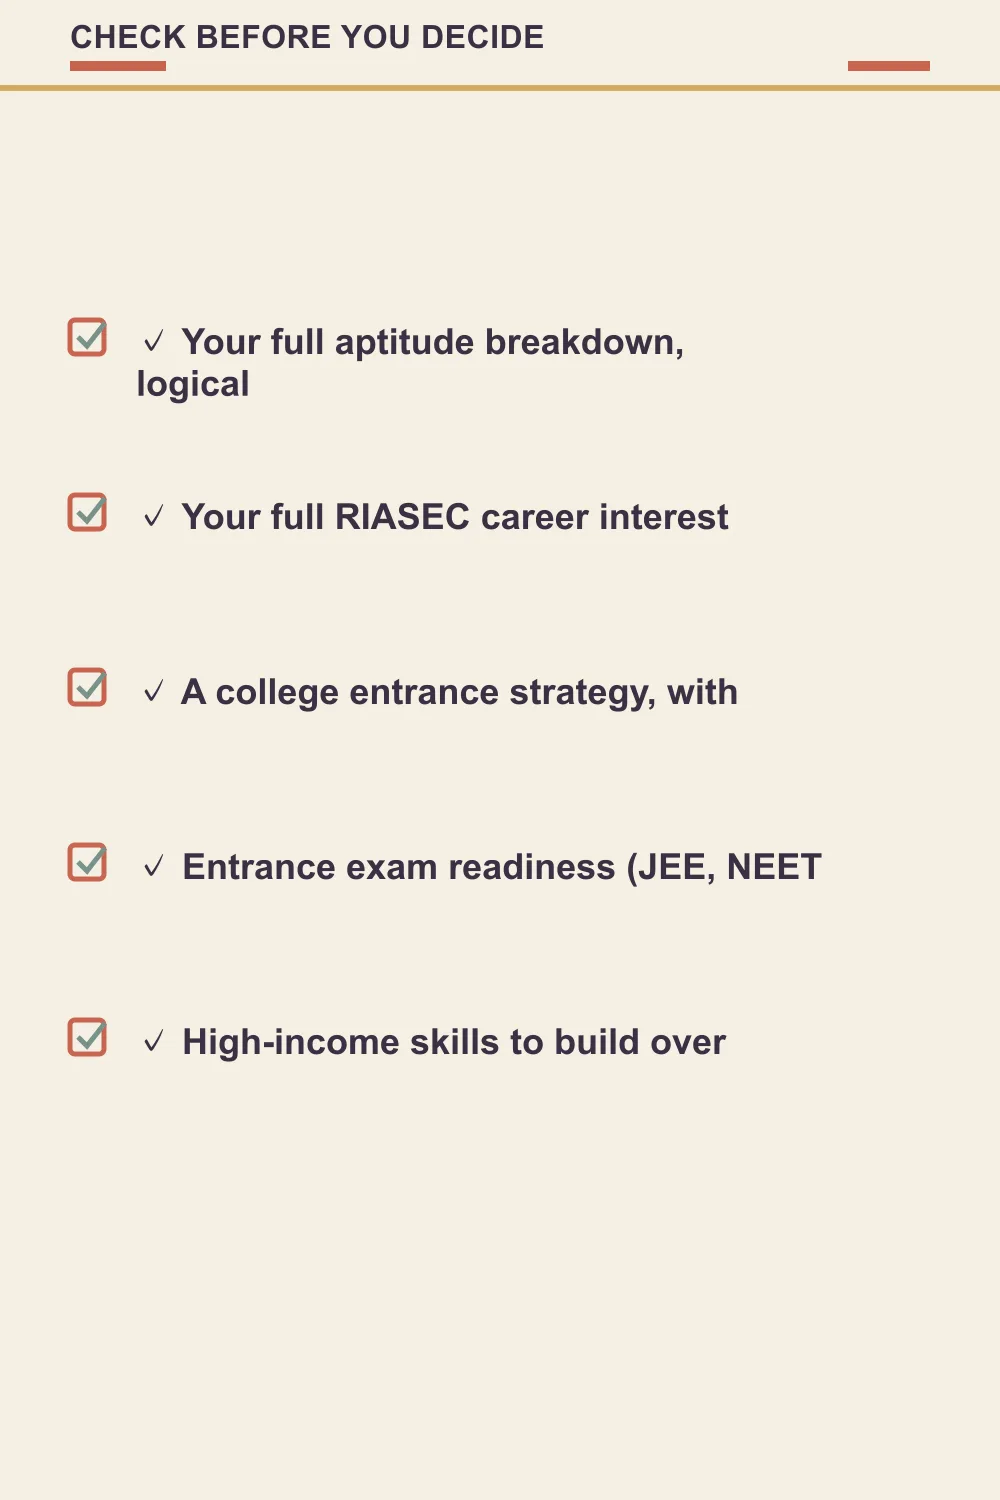 CHECK BEFORE YOU DECIDE
✓ Your full aptitude breakdown,
logical
✓ Your full RIASEC career interest
✓ A college entrance strategy, with
✓ Entrance exam readiness (JEE, NEET
✓ High-income skills to build over